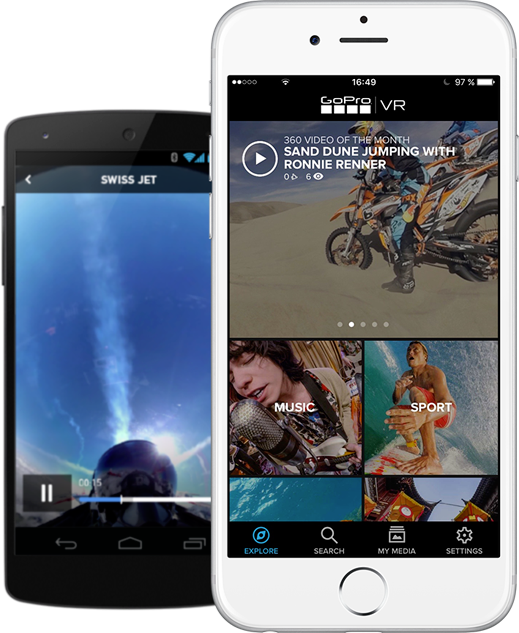 SWISS JET
00:15
16:49
97 %
GoPro | VR
360 VIDEO OF THE MONTH
SAND DUNE JUMPING WITH
RONNIE RENNER
0 6
MUSIC
SPORT
EXPLORE
SEARCH
MY MEDIA
SETTINGS